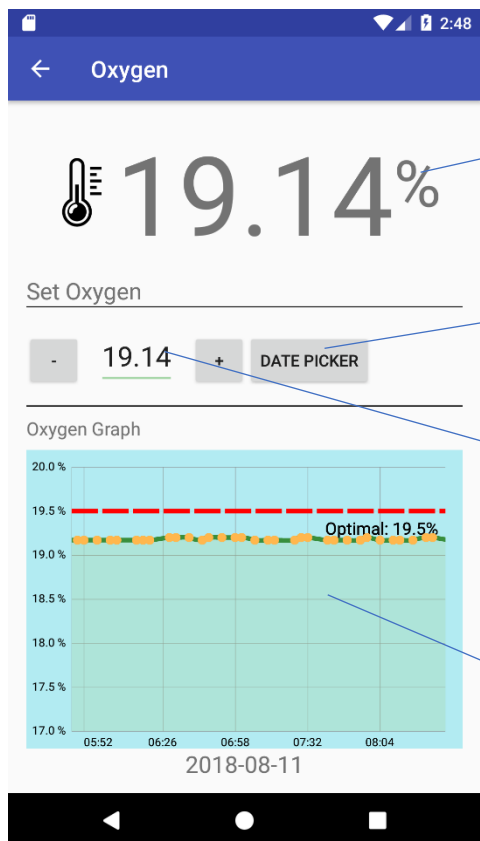 2:48
Oxygen
19.14%
Set Oxygen
- 19.14 + DATE PICKER
Oxygen Graph
20.0 %
19.5 %
Optimal: 19.5%
19.0 %
18.5 %
18.0 %
17.5 %
17.0 %
05:52 06:26 06:58 07:32 08:04
2018-08-11